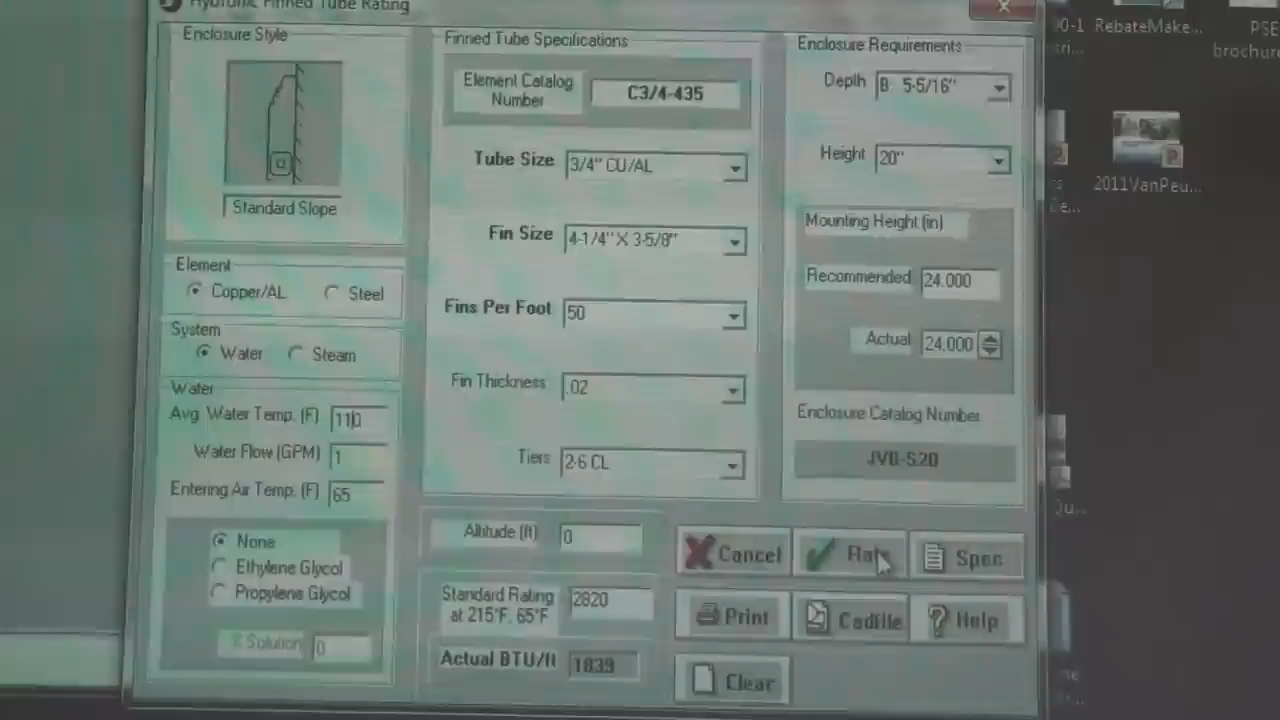 Hydronic Finned Tube Rating
Enclosure Style
Standard Slope
Element
Copper/AL Steel
System
Water Steam
Water
Avg. Water Temp. (F) 110
Water Flow (GPM) 1
Entering Air Temp. (F) 65
None
Ethylene Glycol
Propylene Glycol
% Solution 0
Finned Tube Specifications
Element Catalog
Number
C3/4-435
Tube Size 3/4" CU/AL
Fin Size 4-1/4" X 3-5/8"
Fins Per Foot 50
Fin Thickness .02
Tiers 2-6 CL
Altitude (ft) 0
Standard Rating
at 215°F, 65°F
2820
Actual BTU/ft 1839
Enclosure Requirements
Depth B 5-5/16"
Height 20"
Mounting Height (in)
Recommended 24.000
Actual 24.000
Enclosure Catalog Number
JVB-S20
Cancel Rate Spec
Print Cadfile Help
Clear
RebateMake...
PSE
brochure
2011VanPeu...